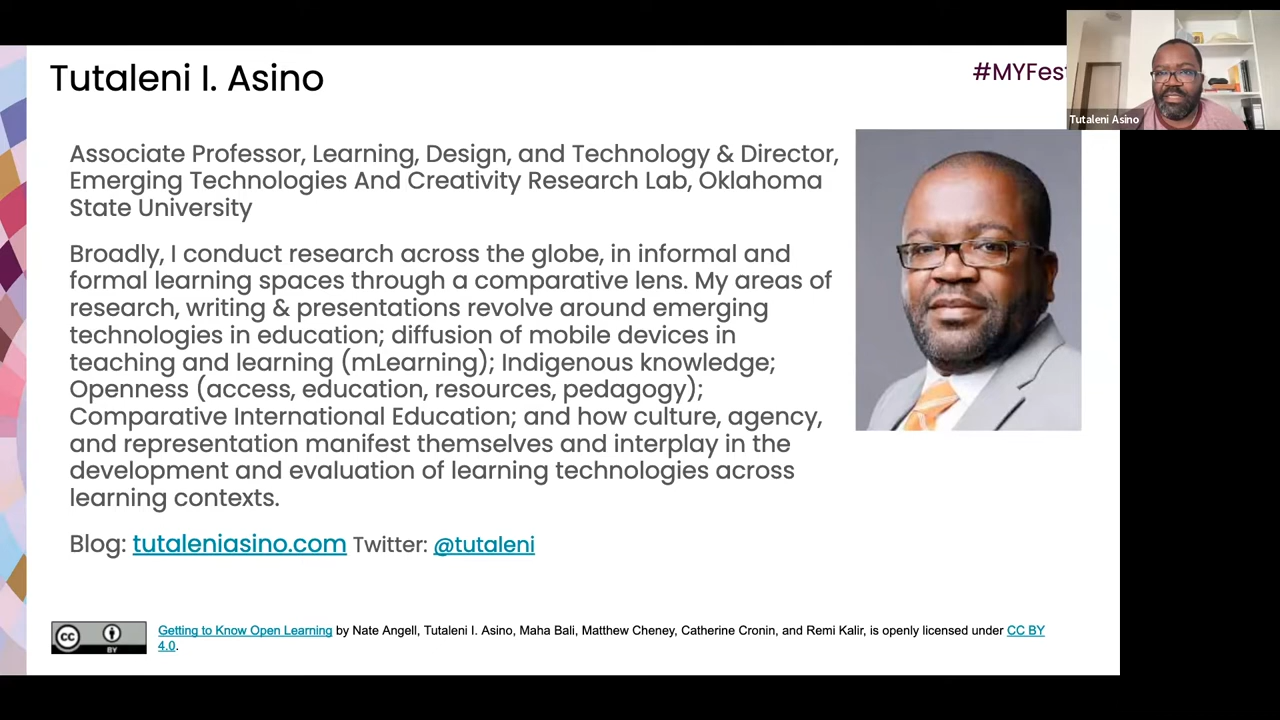 Tutaleni I. Asino
#MYFest
Tutaleni Asino
Associate Professor, Learning, Design, and Technology & Director,
Emerging Technologies And Creativity Research Lab, Oklahoma
State University
Broadly, I conduct research across the globe, in informal and
formal learning spaces through a comparative lens. My areas of
research, writing & presentations revolve around emerging
technologies in education; diffusion of mobile devices in
teaching and learning (mLearning); Indigenous knowledge;
Openness (access, education, resources, pedagogy);
Comparative International Education; and how culture, agency,
and representation manifest themselves and interplay in the
development and evaluation of learning technologies across
learning contexts.
Blog: tutaleniasino.com Twitter: @tutaleni
cc
BY
Getting to Know Open Learning by Nate Angell, Tutaleni I. Asino, Maha Bali, Matthew Cheney, Catherine Cronin, and Remi Kalir, is openly licensed under CC BY
4.0.